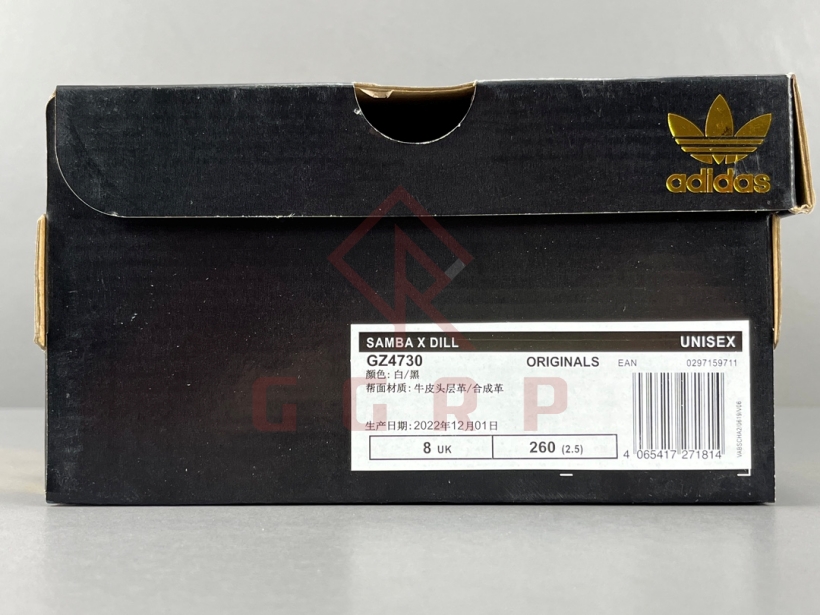 adidas
SAMBA X DILL UNISEX
GZ4730 ORIGINALS EAN 0297159711
颜色: 白/黑
帮面材质: 牛皮头层革/合成革
GGRP
生产日期: 2022年12月01日
8 UK 260 (2.5)
4 065417 271814